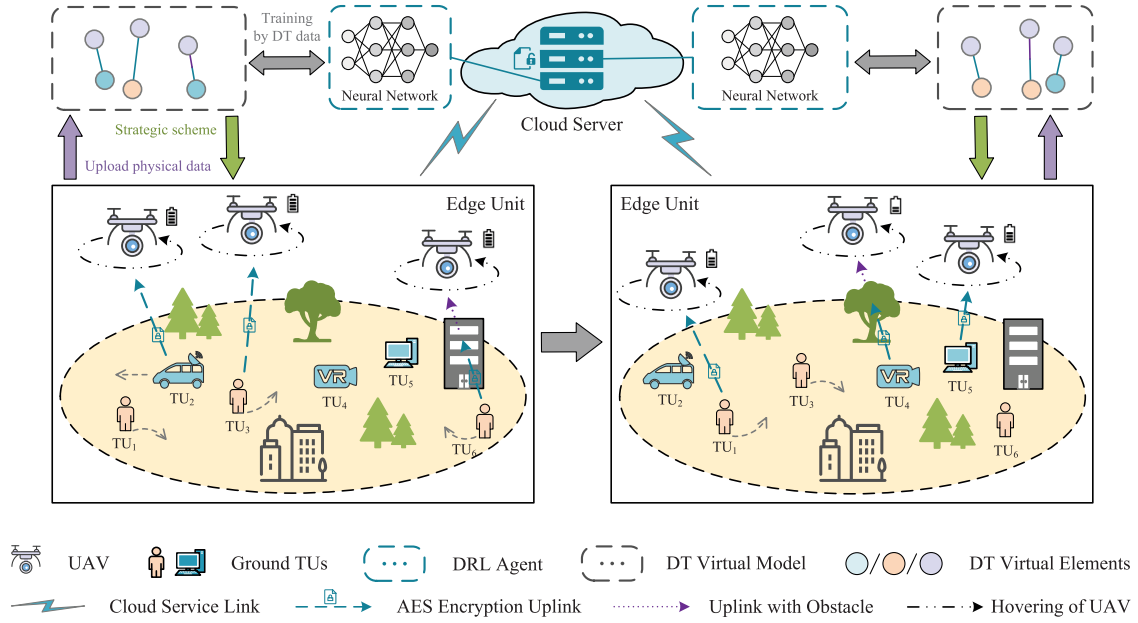 Training
by DT data
Neural Network
Cloud Server
Neural Network
Strategic scheme
Upload physical data
Edge Unit
TU2
TU3
TU1
VR
TU4
TU5
TU6
Edge Unit
TU2
TU3
TU1
VR
TU4
TU5
TU6
UAV
Ground TUs
DRL Agent
DT Virtual Model
/ / DT Virtual Elements
Cloud Service Link
AES Encryption Uplink
Uplink with Obstacle
Hovering of UAV